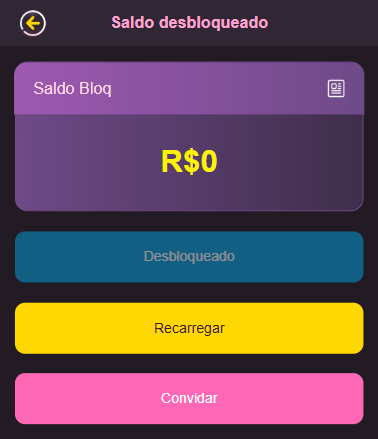 Saldo desbloqueado
Saldo Bloq
R$0
Desbloqueado
Recarregar
Convidar